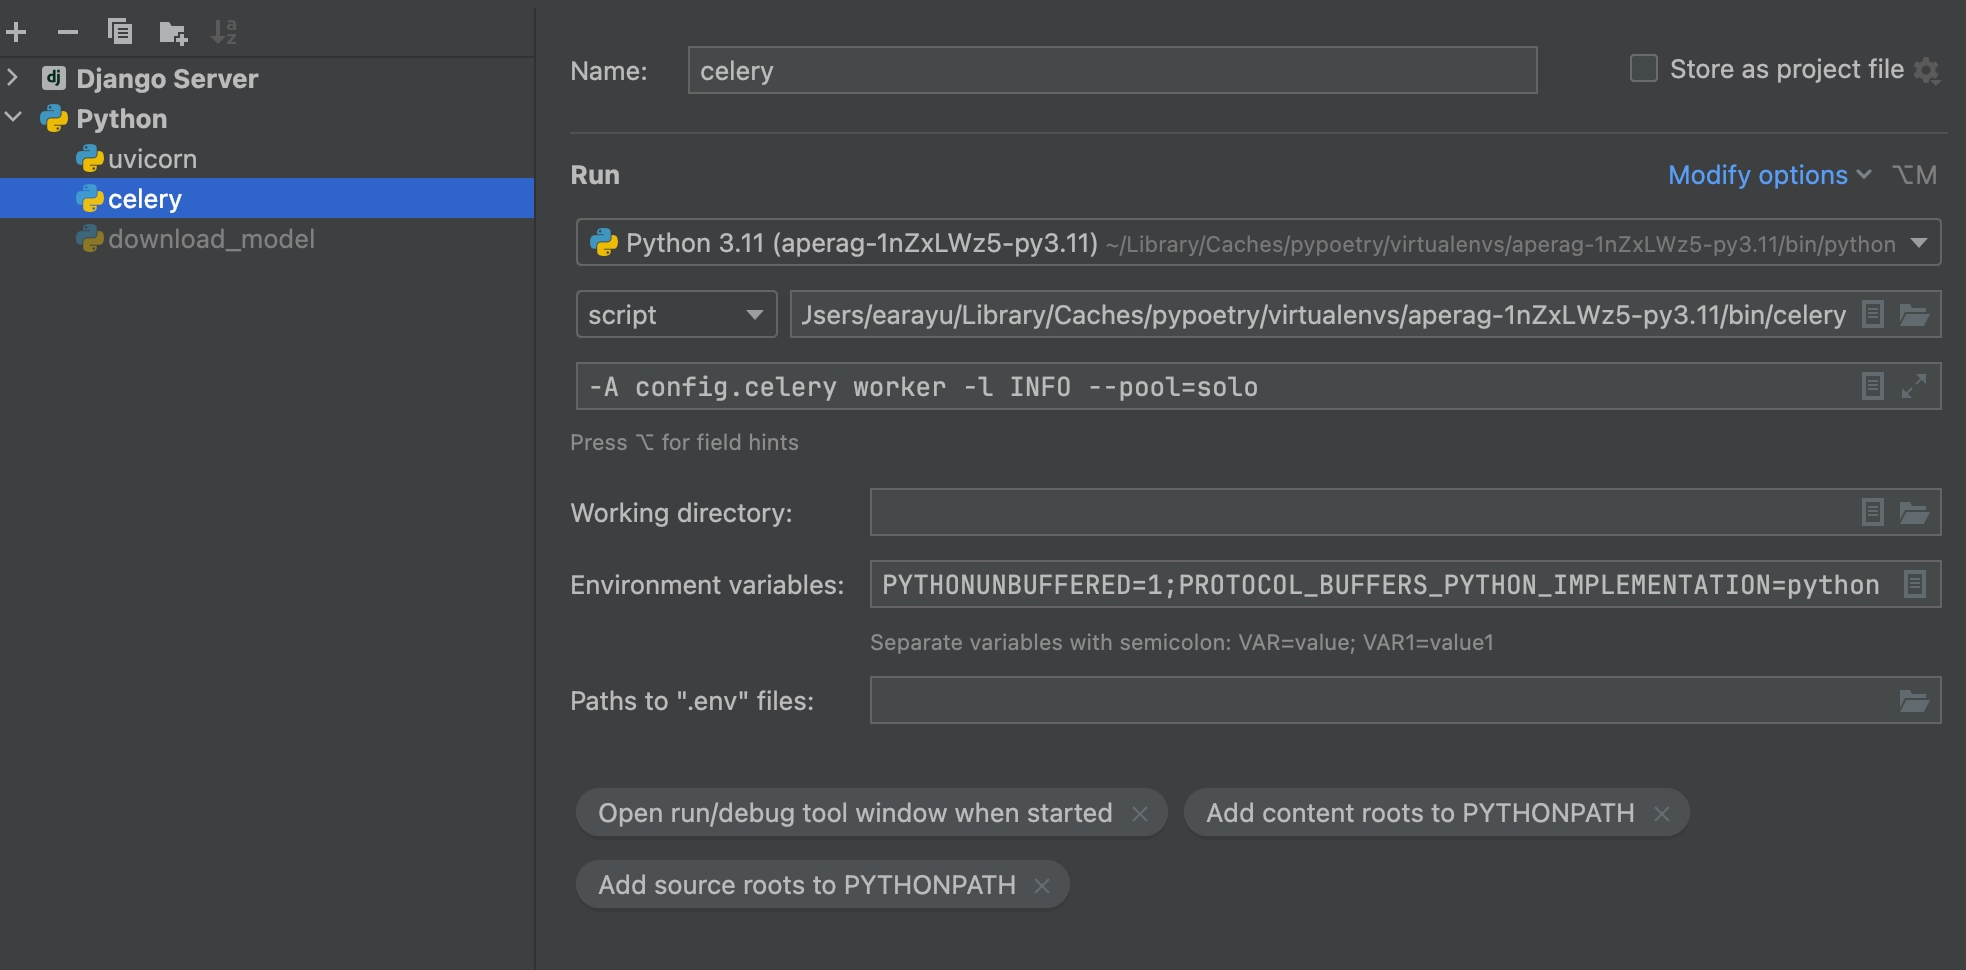 Django Server
Python
uvicorn
celery
download_model
Name: celery
Store as project file
Run
Modify options ⌥M
Python 3.11 (aperag-1nZxLWz5-py3.11) ~/Library/Caches/pypoetry/virtualenvs/aperag-1nZxLWz5-py3.11/bin/python
script
Jsers/earayu/Library/Caches/pypoetry/virtualenvs/aperag-1nZxLWz5-py3.11/bin/celery
-A config.celery worker -l INFO --pool=solo
Press ⌥ for field hints
Working directory:
Environment variables: PYTHONUNBUFFERED=1;PROTOCOL_BUFFERS_PYTHON_IMPLEMENTATION=python
Separate variables with semicolon: VAR=value; VAR1=value1
Paths to ".env" files:
Open run/debug tool window when started
Add content roots to PYTHONPATH
Add source roots to PYTHONPATH